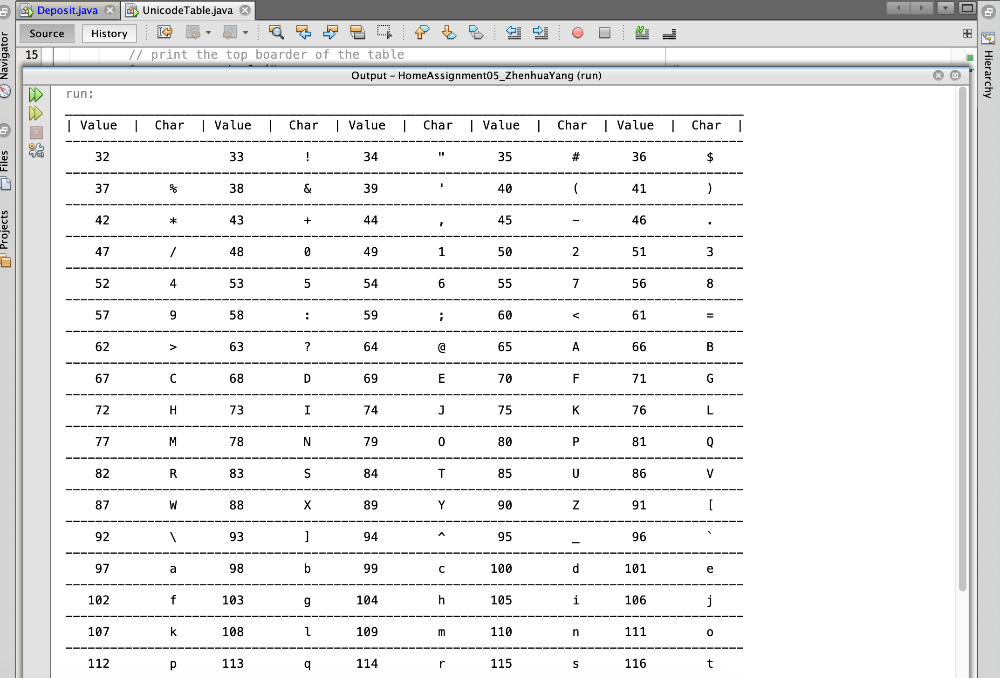 Deposit.java UnicodeTable.java
Source History
Navigator
Files
Projects
Hierarchy
15 // print the top boarder of the table
Output – HomeAssignment05_ZhenhuaYang (run)
run:
| Value | Char | Value | Char | Value | Char | Value | Char | Value | Char |
32 33 ! 34 " 35 # 36 $
37 % 38 & 39 ' 40 ( 41 )
42 * 43 + 44 , 45 - 46 .
47 / 48 0 49 1 50 2 51 3
52 4 53 5 54 6 55 7 56 8
57 9 58 : 59 ; 60 < 61 =
62 > 63 ? 64 @ 65 A 66 B
67 C 68 D 69 E 70 F 71 G
72 H 73 I 74 J 75 K 76 L
77 M 78 N 79 O 80 P 81 Q
82 R 83 S 84 T 85 U 86 V
87 W 88 X 89 Y 90 Z 91 [
92 \ 93 ] 94 ^ 95 _ 96 `
97 a 98 b 99 c 100 d 101 e
102 f 103 g 104 h 105 i 106 j
107 k 108 l 109 m 110 n 111 o
112 p 113 q 114 r 115 s 116 t